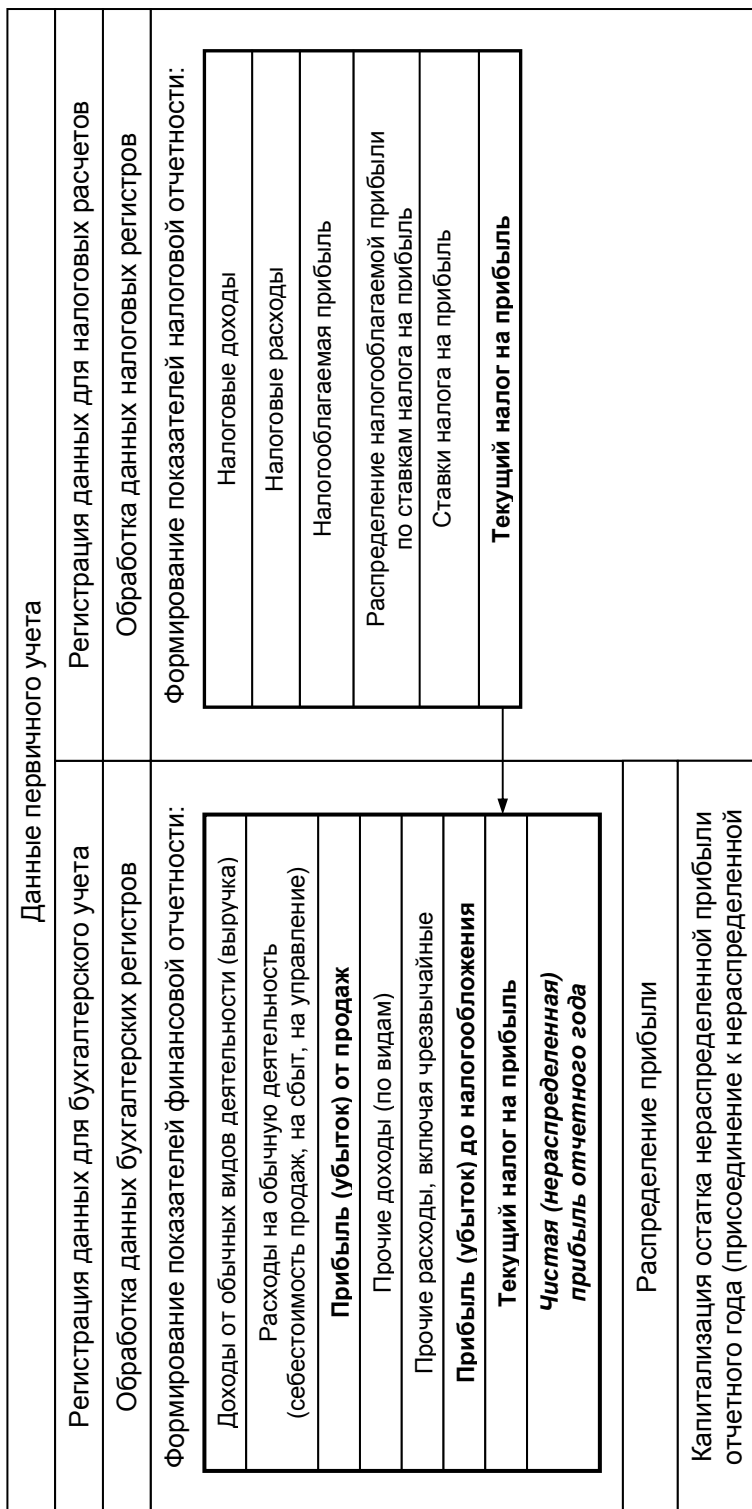 Данные первичного учета
Регистрация данных для бухгалтерского учета
Обработка данных бухгалтерских регистров
Формирование показателей финансовой отчетности:
Доходы от обычных видов деятельности (выручка)
Расходы на обычную деятельность
(себестоимость продаж, на сбыт, на управление)
Прибыль (убыток) от продаж
Прочие доходы (по видам)
Прочие расходы, включая чрезвычайные
Прибыль (убыток) до налогообложения
Текущий налог на прибыль
Чистая (нераспределенная)
прибыль отчетного года
Распределение прибыли
Капитализация остатка нераспределенной прибыли
отчетного года (присоединение к нераспределенной
Регистрация данных для налоговых расчетов
Обработка данных налоговых регистров
Формирование показателей налоговой отчетности:
Налоговые доходы
Налоговые расходы
Налогооблагаемая прибыль
Распределение налогооблагаемой прибыли
по ставкам налога на прибыль
Ставки налога на прибыль
Текущий налог на прибыль